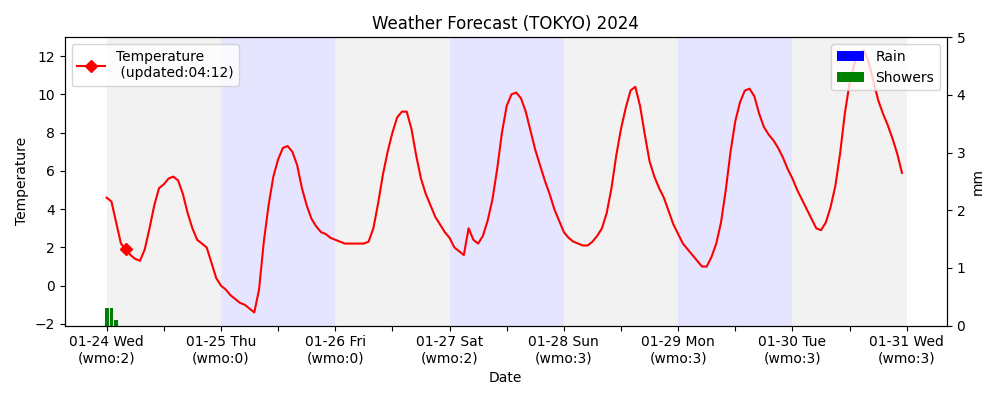 Weather Forecast (TOKYO) 2024
Temperature
(updated:04:12)
Rain
Showers
Temperature
12
10
8
6
4
2
0
−2
5
4
3
2
1
0
mm
01-24 Wed
(wmo:2)
01-25 Thu
(wmo:0)
01-26 Fri
(wmo:0)
01-27 Sat
(wmo:2)
01-28 Sun
(wmo:3)
01-29 Mon
(wmo:3)
01-30 Tue
(wmo:3)
01-31 Wed
(wmo:3)
Date